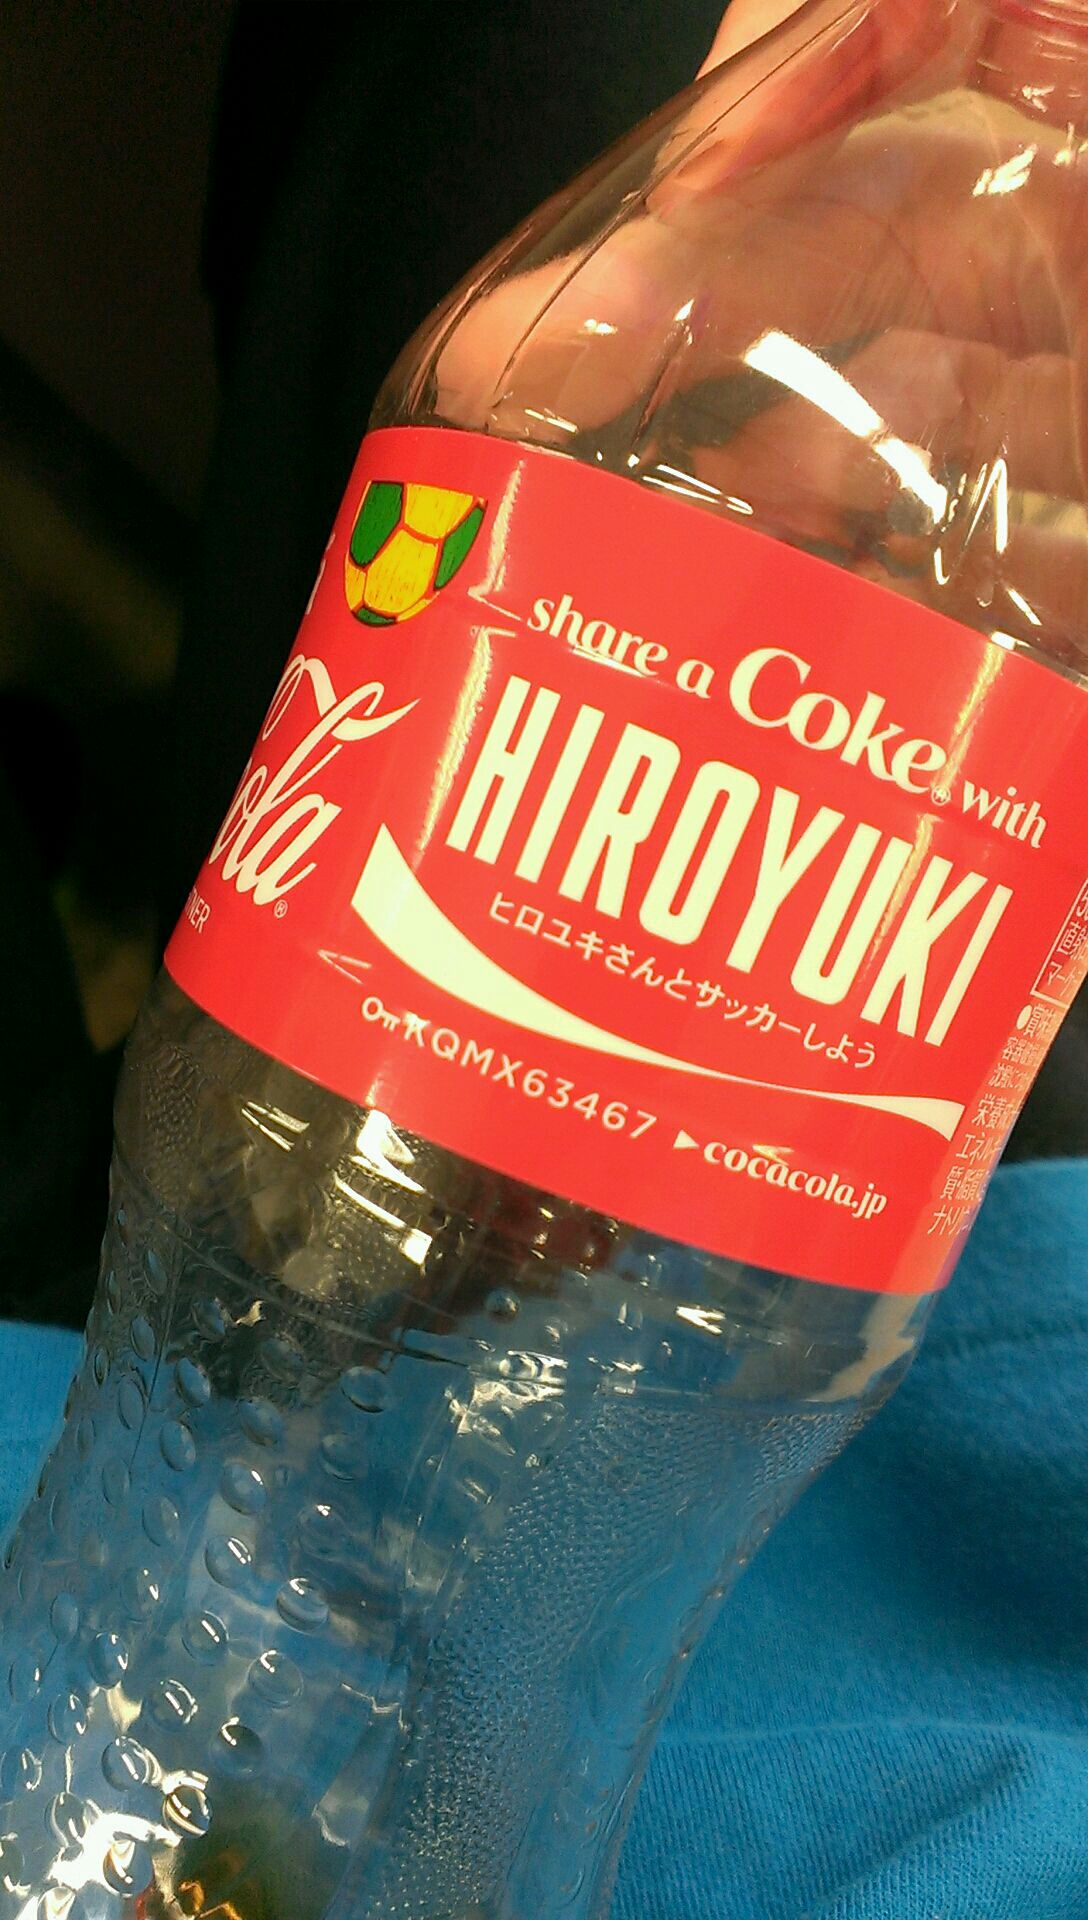 Cola®
share a Coke® with
HIROYUKI
ヒロユキさんとサッカーしよう
KQMX63467 ▶cocacola.jp